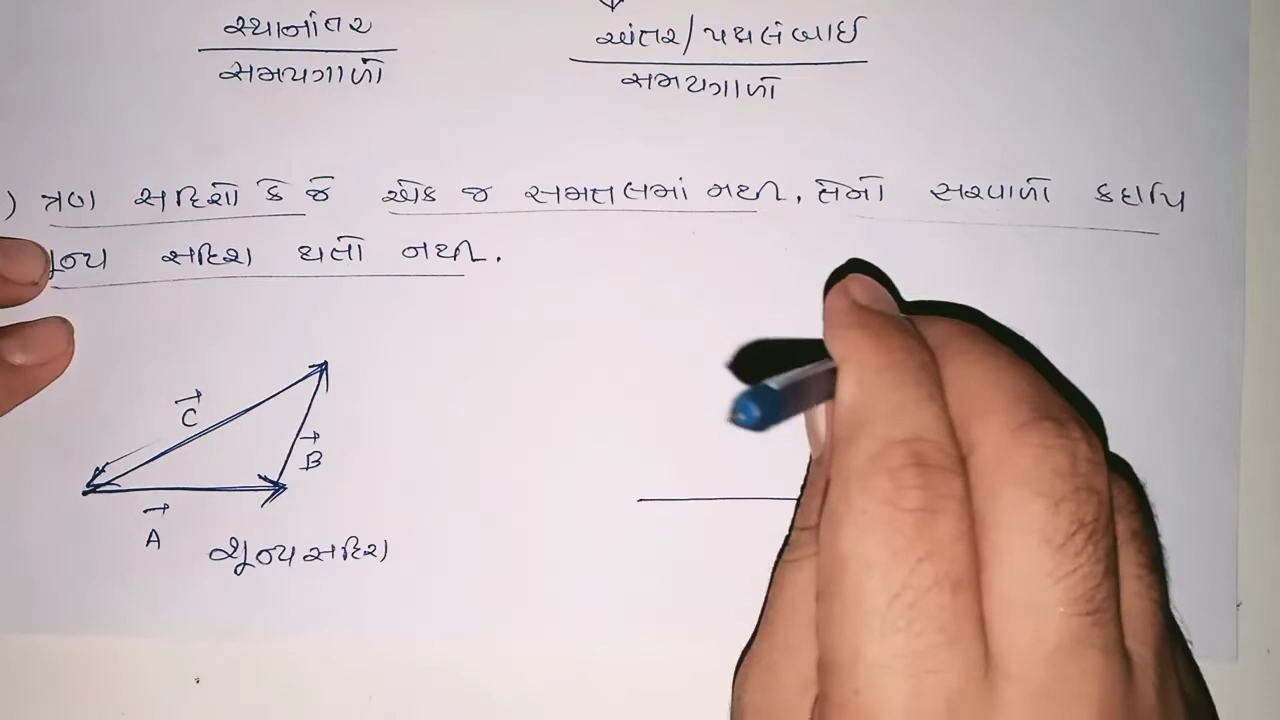 સ્થાનાંતર
સમયગાળો
અંતર/પથલંબાઈ
સમયગાળો
) ત્રણ સદિશો કે જે એક જ સમતલમાં નથી, તેનો સરવાળો કદાપિ
શૂન્ય સદિશ થતો નથી.
C
B
A
શૂન્ય સદિશ